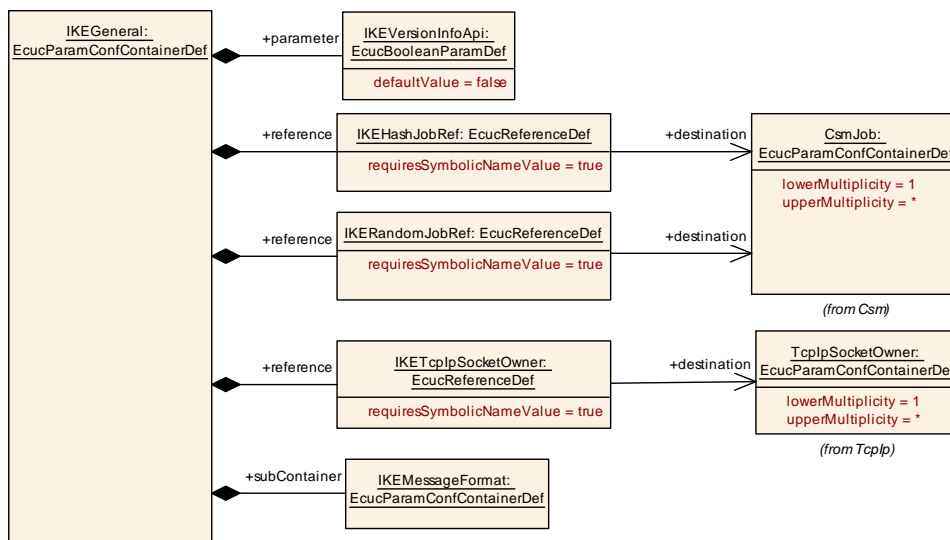 IKEGeneral:
EcucParamConfContainerDef
+parameter
IKEVersionInfoApi:
EcucBooleanParamDef
defaultValue = false
+reference
IKEHashJobRef: EcucReferenceDef
requiresSymbolicNameValue = true
+destination
CsmJob:
EcucParamConfContainerDef
lowerMultiplicity = 1
upperMultiplicity = *
+reference
IKERandomJobRef: EcucReferenceDef
requiresSymbolicNameValue = true
+destination
(from Csm)
+reference
IKETcpIpSocketOwner:
EcucReferenceDef
requiresSymbolicNameValue = true
+destination
TcpIpSocketOwner:
EcucParamConfContainerDef
lowerMultiplicity = 1
upperMultiplicity = *
(from TcpIp)
+subContainer
IKEMessageFormat:
EcucParamConfContainerDef